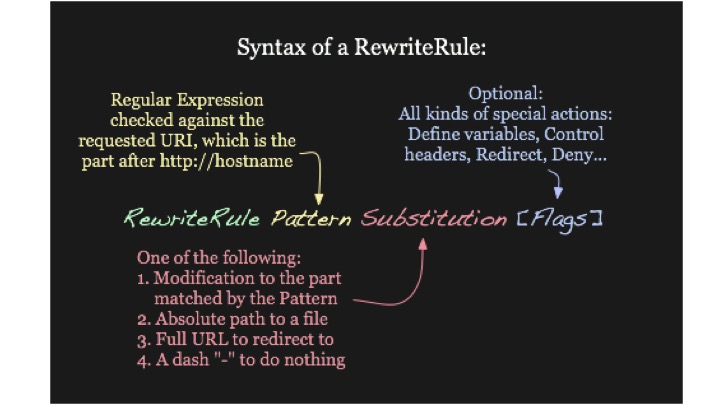 Syntax of a RewriteRule:
Regular Expression
checked against the
requested URI, which is the
part after http://hostname
Optional:
All kinds of special actions:
Define variables, Control
headers, Redirect, Deny...
RewriteRule Pattern Substitution [Flags]
One of the following:
1. Modification to the part
matched by the Pattern
2. Absolute path to a file
3. Full URL to redirect to
4. A dash "-" to do nothing